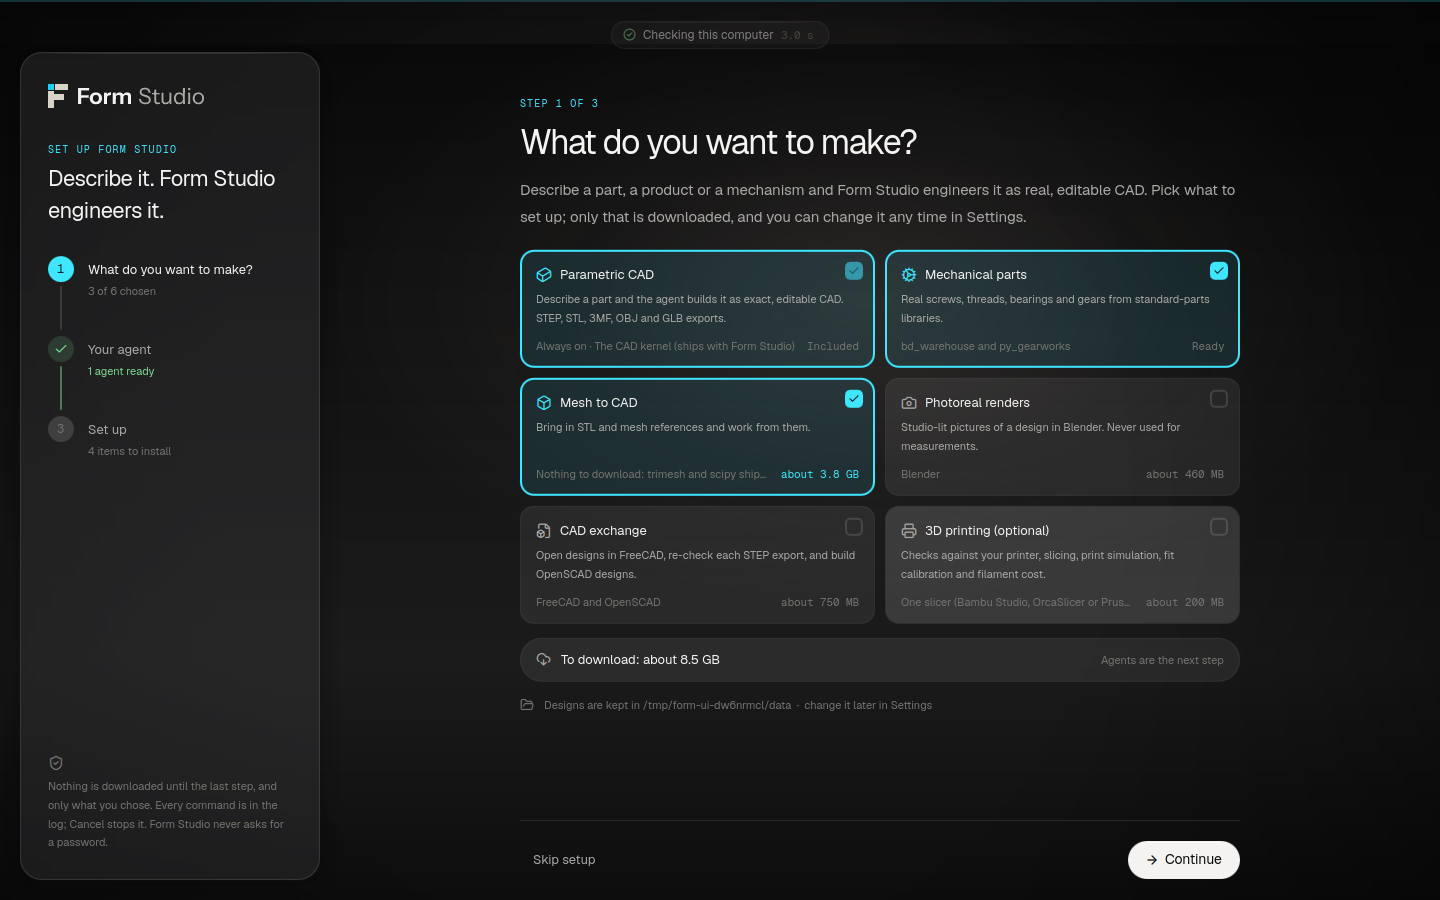 Checking this computer 3.0 s
Form Studio
SET UP FORM STUDIO
Describe it. Form Studio
engineers it.
1
What do you want to make?
3 of 6 chosen
Your agent
1 agent ready
3
Set up
4 items to install
Nothing is downloaded until the last step, and
only what you chose. Every command is in the
log; Cancel stops it. Form Studio never asks for
a password.
STEP 1 OF 3
What do you want to make?
Describe a part, a product or a mechanism and Form Studio engineers it as real, editable CAD. Pick what to
set up; only that is downloaded, and you can change it any time in Settings.
Parametric CAD
Describe a part and the agent builds it as exact, editable CAD.
STEP, STL, 3MF, OBJ and GLB exports.
Always on · The CAD kernel (ships with Form Studio) Included
Mechanical parts
Real screws, threads, bearings and gears from standard-parts
libraries.
bd_warehouse and py_gearworks Ready
Mesh to CAD
Bring in STL and mesh references and work from them.
Nothing to download: trimesh and scipy ship... about 3.8 GB
Photoreal renders
Studio-lit pictures of a design in Blender. Never used for
measurements.
Blender about 460 MB
CAD exchange
Open designs in FreeCAD, re-check each STEP export, and build
OpenSCAD designs.
FreeCAD and OpenSCAD about 750 MB
3D printing (optional)
Checks against your printer, slicing, print simulation, fit
calibration and filament cost.
One slicer (Bambu Studio, OrcaSlicer or Prus... about 200 MB
To download: about 8.5 GB Agents are the next step
Designs are kept in /tmp/form-ui-dw6nrmcl/data · change it later in Settings
Skip setup
Continue